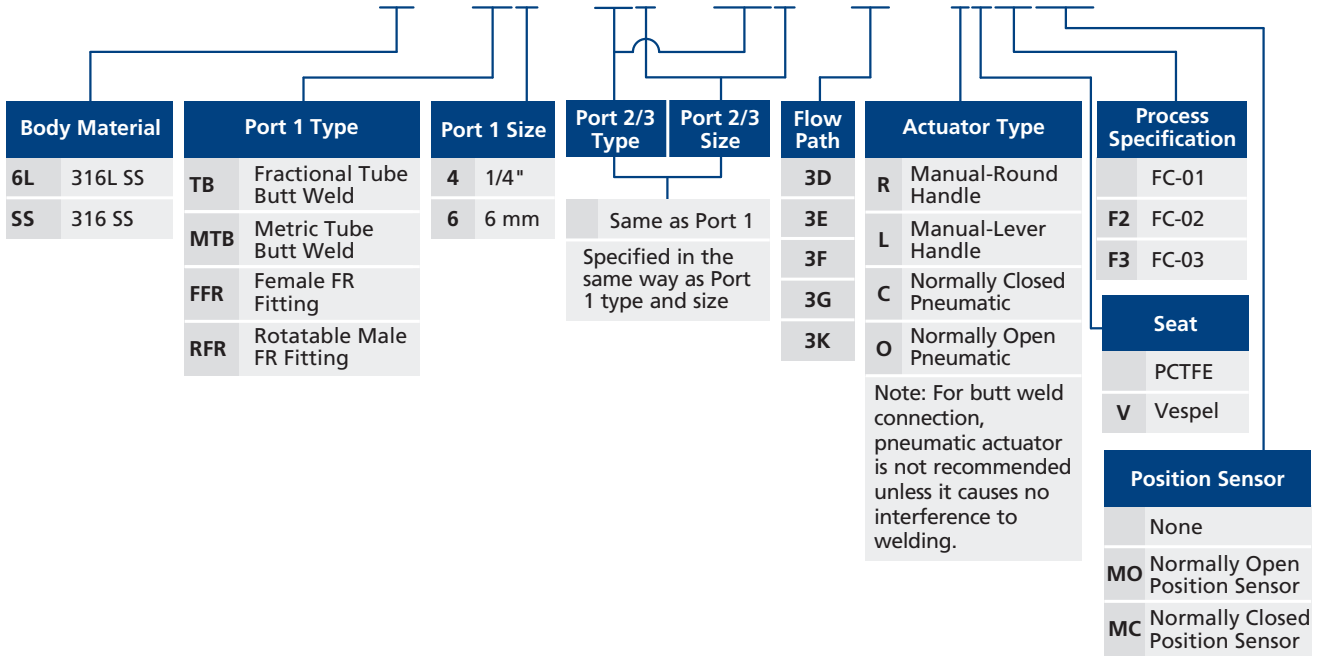 Body Material
6L 316L SS
SS 316 SS
Port 1 Type
TB Fractional Tube
Butt Weld
MTB Metric Tube
Butt Weld
FFR Female FR
Fitting
RFR Rotatable Male
FR Fitting
Port 1 Size
4 1/4"
6 6 mm
Port 2/3
Type
Port 2/3
Size
Same as Port 1
Specified in the
same way as Port
1 type and size
Flow
Path
3D
3E
3F
3G
3K
Actuator Type
R Manual-Round
Handle
L Manual-Lever
Handle
C Normally Closed
Pneumatic
O Normally Open
Pneumatic
Note: For butt weld
connection,
pneumatic actuator
is not recommended
unless it causes no
interference to
welding.
Process
Specification
FC-01
F2 FC-02
F3 FC-03
Seat
PCTFE
V Vespel
Position Sensor
None
MO Normally Open
Position Sensor
MC Normally Closed
Position Sensor